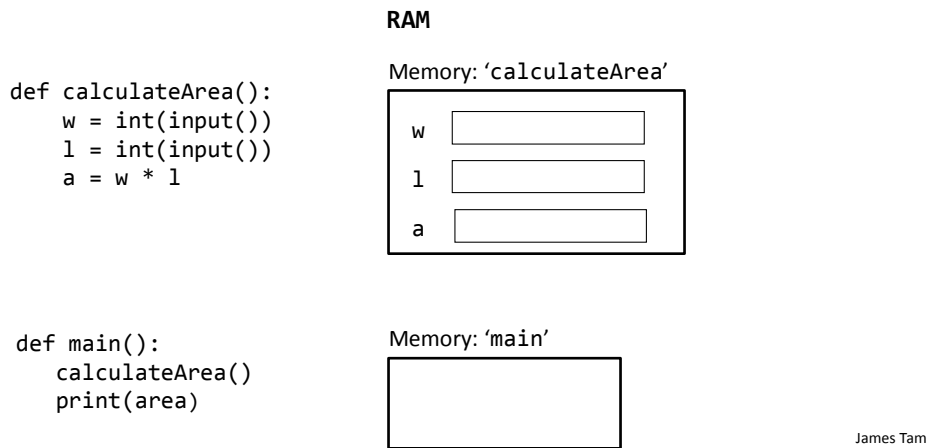 RAM
Memory: ‘calculateArea’
def calculateArea():
    w = int(input())
    l = int(input())
    a = w * l
w
l
a
def main():
   calculateArea()
   print(area)
Memory: ‘main’
James Tam